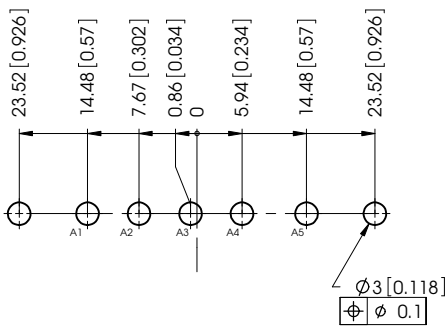 23.52 [0.926]
14.48 [0.57]
7.67 [0.302]
0.86 [0.034]
0
5.94 [0.234]
14.48 [0.57]
23.52 [0.926]
A1
A2
A3
A4
A5
⌀3 [0.118]
⌖ ⌀ 0.1